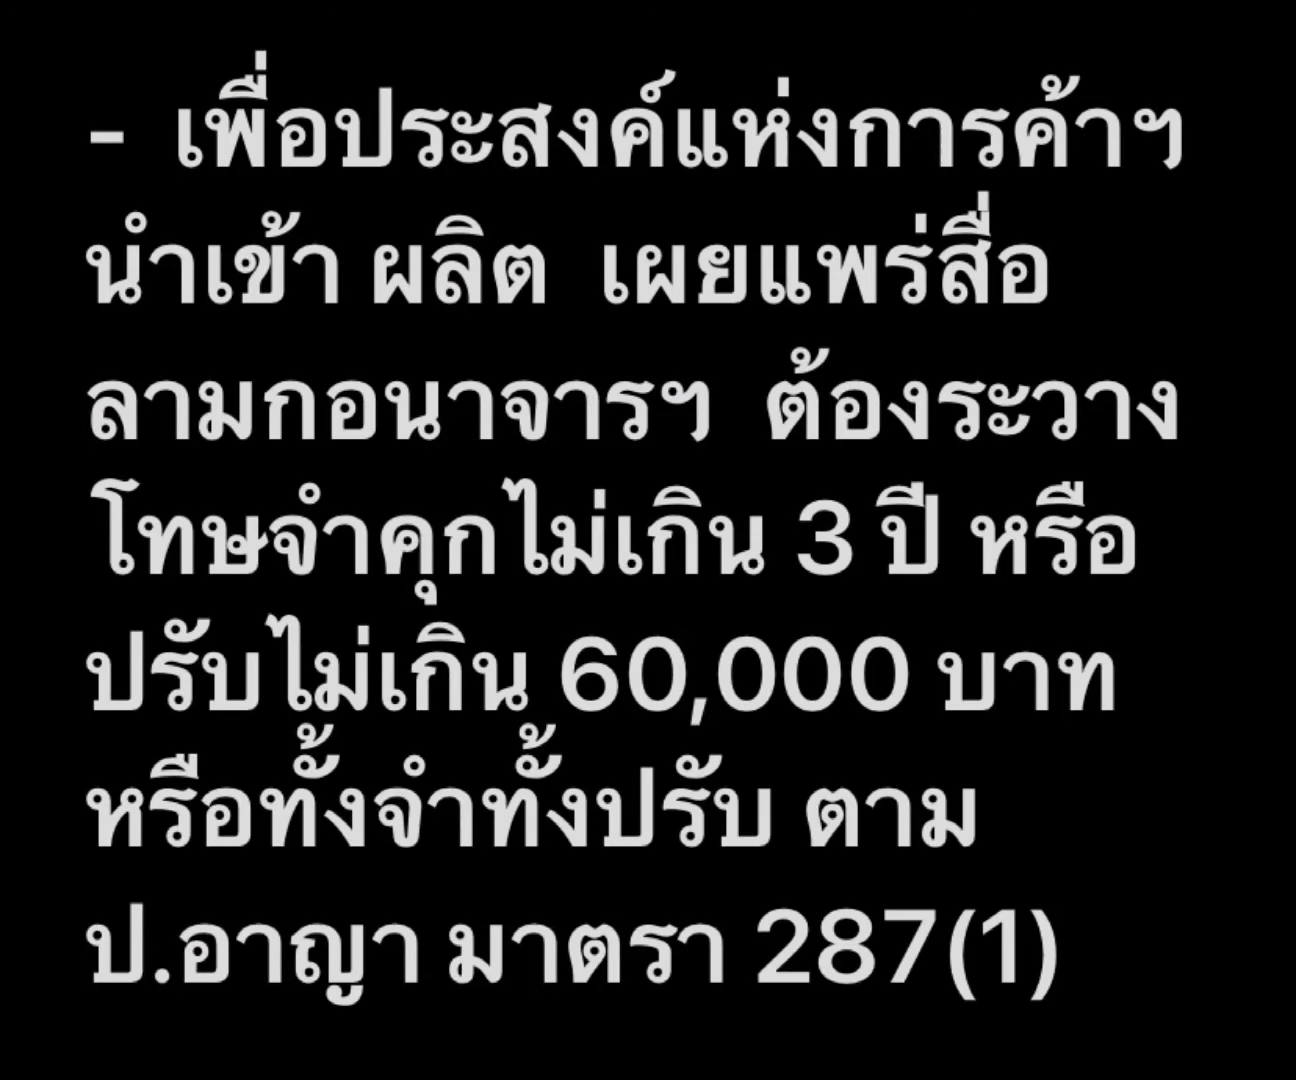 - เพื่อประสงค์แห่งการค้าฯ
นำเข้า ผลิต เผยแพร่สื่อ
ลามกอนาจารฯ ต้องระวาง
โทษจำคุกไม่เกิน 3 ปี หรือ
ปรับไม่เกิน 60,000 บาท
หรือทั้งจำทั้งปรับ ตาม
ป.อาญา มาตรา 287(1)